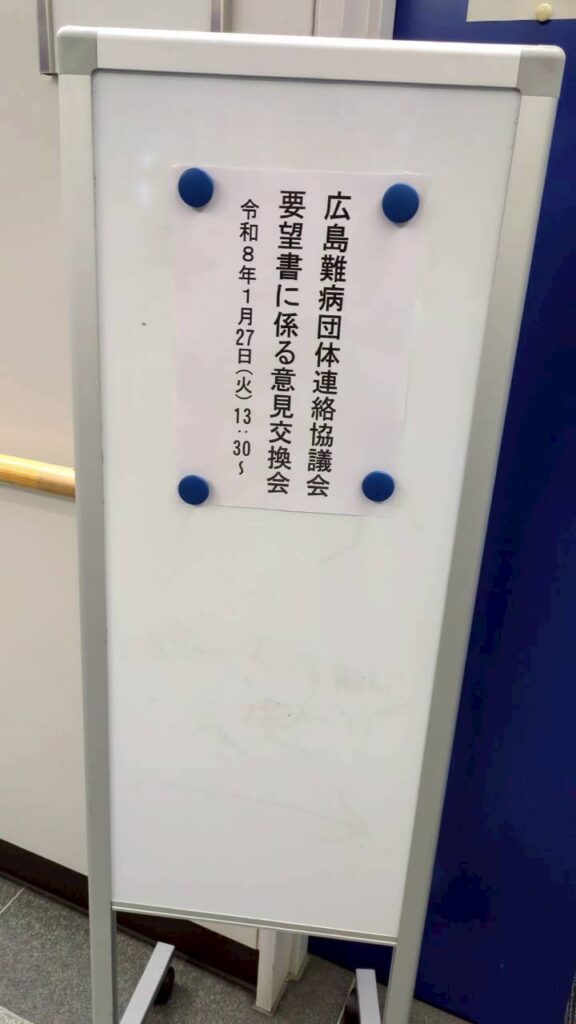 広島難病団体連絡協議会
要望書に係る意見交換会
令和８年１月27日(火) 13:30~